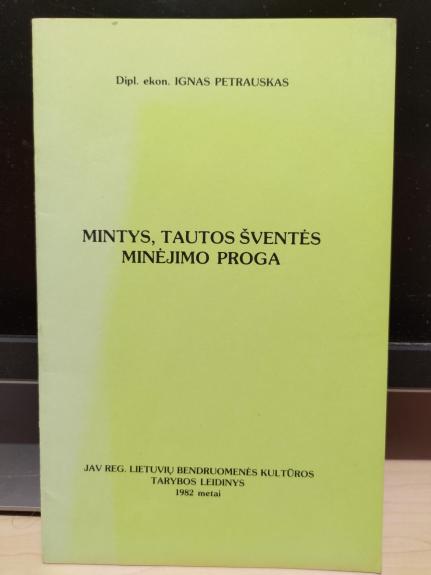 Dipl. ekon. IGNAS PETRAUSKAS
MINTYS, TAUTOS ŠVENTĖS
MINĖJIMO PROGA
JAV REG. LIETUVIŲ BENDRUOMENĖS KULTŪROS
TARYBOS LEIDINYS
1982 metai